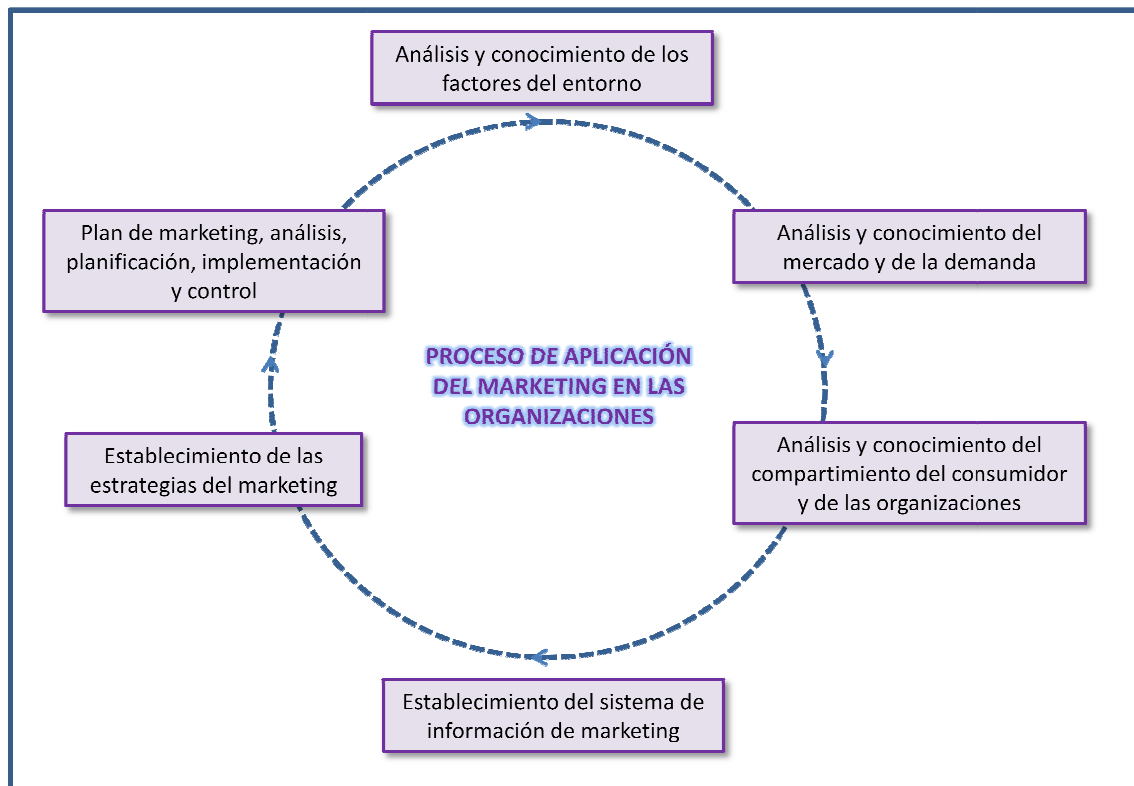 Análisis y conocimiento de los
factores del entorno
Análisis y conocimiento del
mercado y de la demanda
Análisis y conocimiento del
compartimiento del consumidor
y de las organizaciones
Establecimiento del sistema de
información de marketing
Establecimiento de las
estrategias del marketing
Plan de marketing, análisis,
planificación, implementación
y control
PROCESO DE APLICACIÓN
DEL MARKETING EN LAS
ORGANIZACIONES